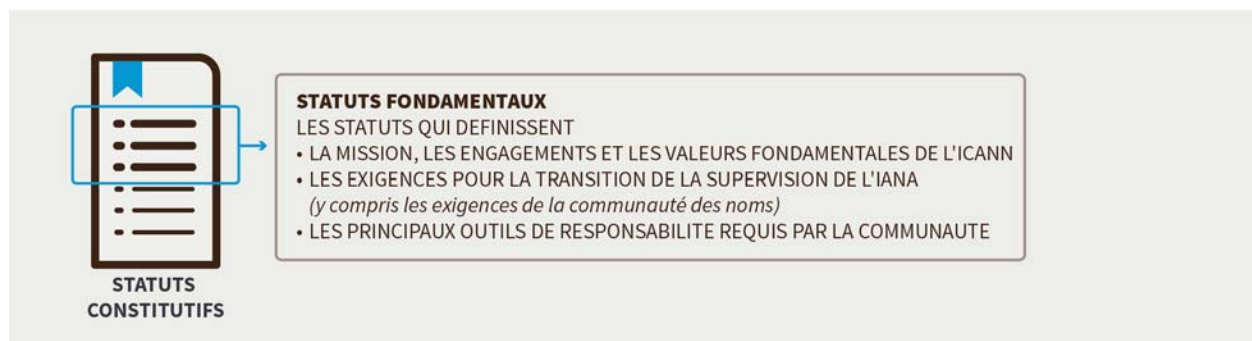 STATUTS FONDAMENTAUX
LES STATUTS QUI DEFINISSENT
• LA MISSION, LES ENGAGEMENTS ET LES VALEURS FONDAMENTALES DE L'ICANN
• LES EXIGENCES POUR LA TRANSITION DE LA SUPERVISION DE L'IANA
(y compris les exigences de la communauté des noms)
• LES PRINCIPAUX OUTILS DE RESPONSABILITE REQUIS PAR LA COMMUNAUTE
STATUTS
CONSTITUTIFS